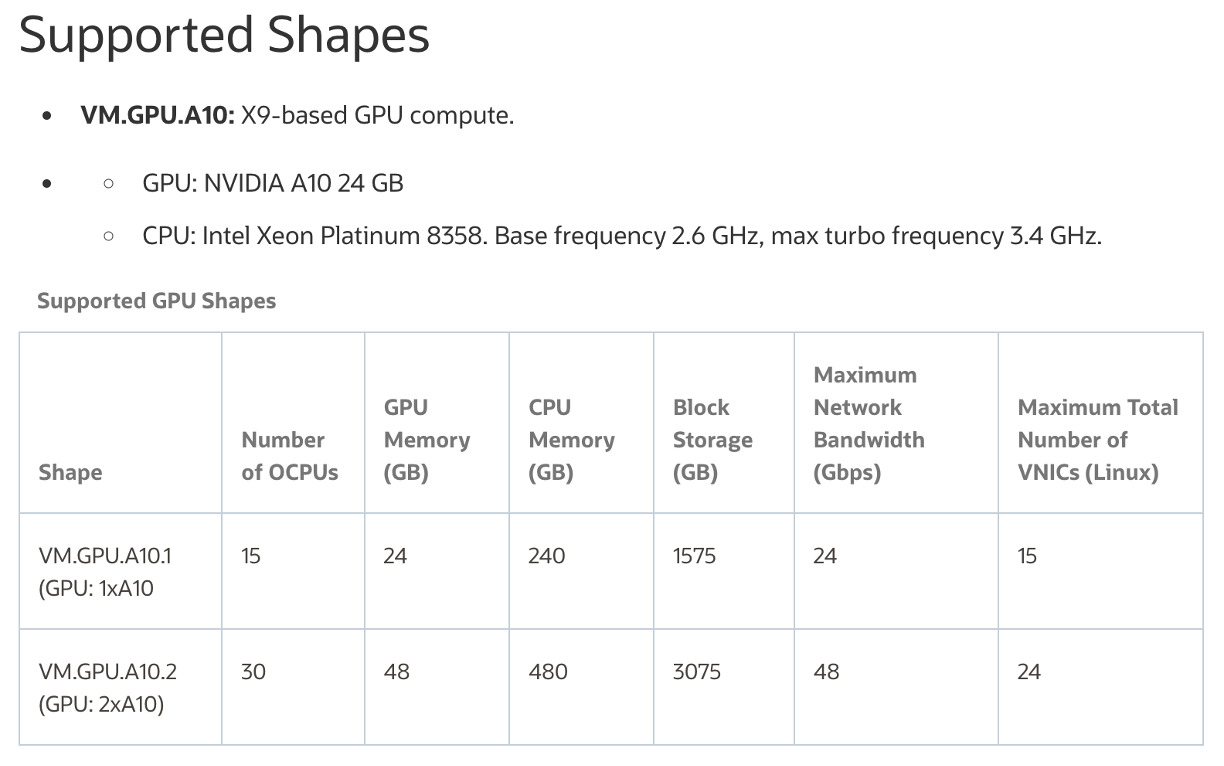 Supported Shapes
• VM.GPU.A10: X9-based GPU compute.
• ○ GPU: NVIDIA A10 24 GB
○ CPU: Intel Xeon Platinum 8358. Base frequency 2.6 GHz, max turbo frequency 3.4 GHz.
Supported GPU Shapes
Shape
Number
of OCPUs
GPU
Memory
(GB)
CPU
Memory
(GB)
Block
Storage
(GB)
Maximum
Network
Bandwidth
(Gbps)
Maximum Total
Number of
VNICs (Linux)
VM.GPU.A10.1
(GPU: 1xA10
15
24
240
1575
24
15
VM.GPU.A10.2
(GPU: 2xA10)
30
48
480
3075
48
24